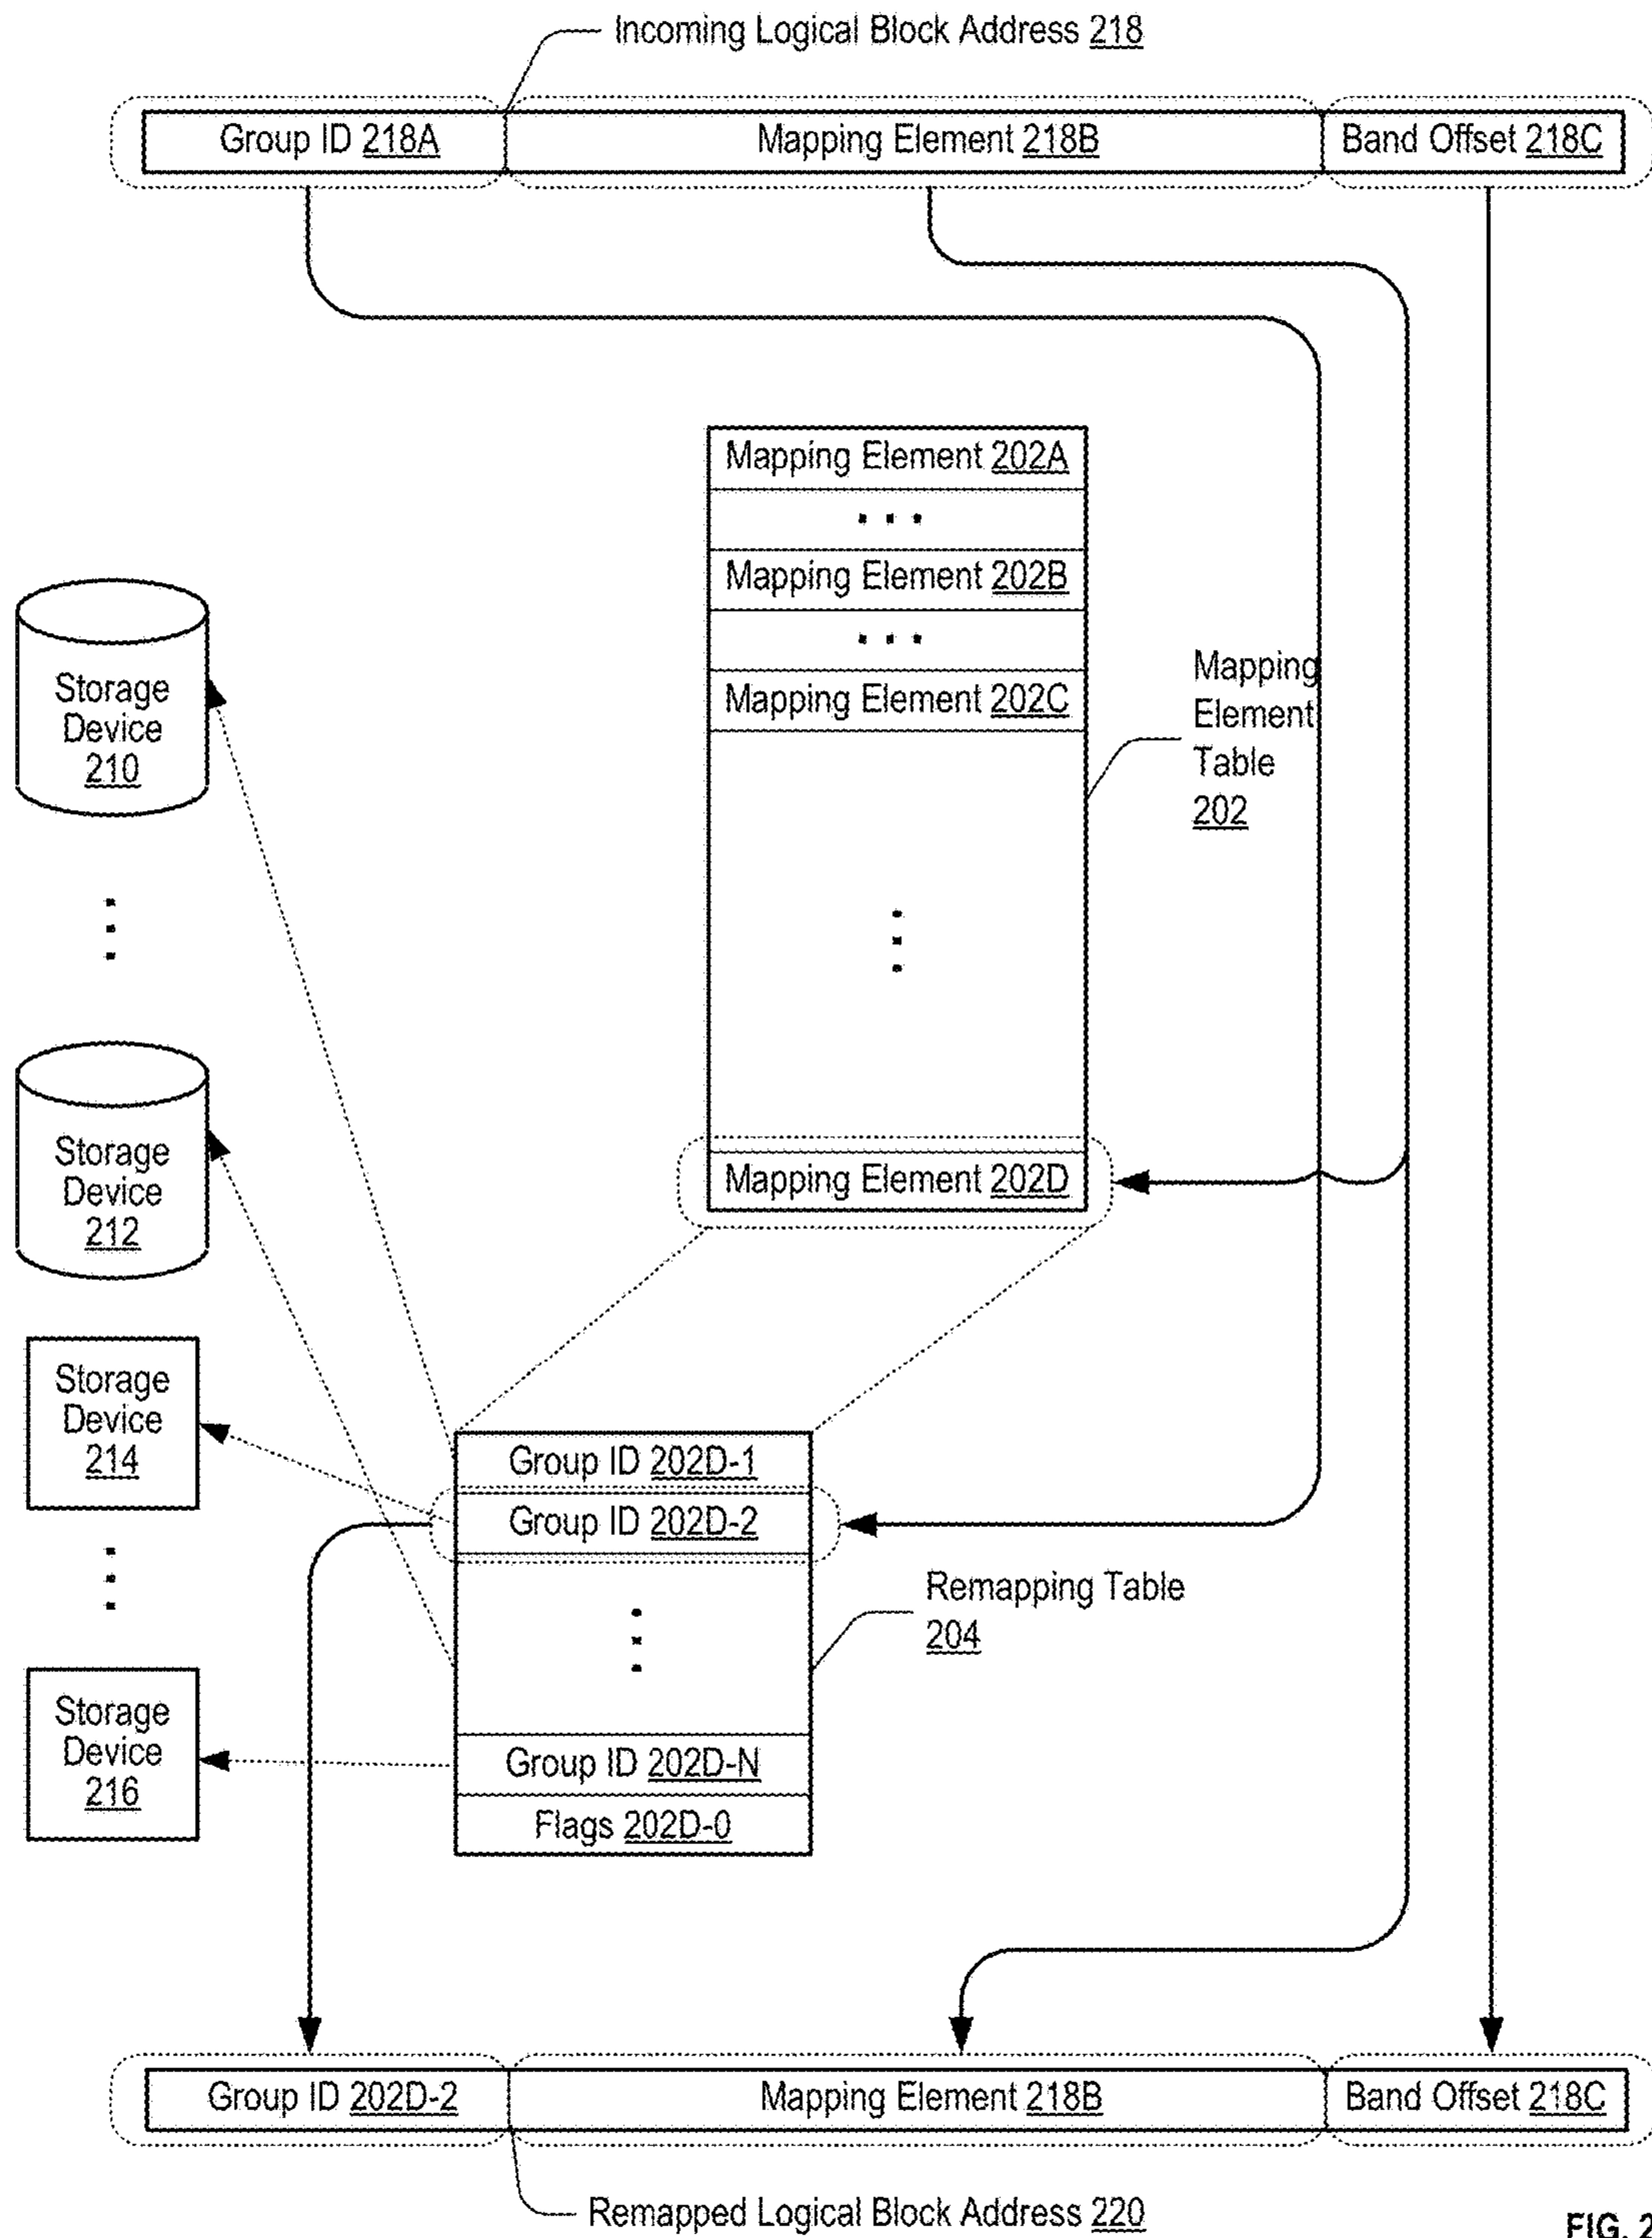 Incoming Logical Block Address 218
Group ID 218A
Mapping Element 218B
Band Offset 218C
Mapping Element 202A
. . .
Mapping Element 202B
. . .
Mapping Element 202C
Mapping
Element
Table
202
Mapping Element 202D
Storage
Device
210
Storage
Device
212
Storage
Device
214
Storage
Device
216
Group ID 202D-1
Group ID 202D-2
Remapping Table
204
Group ID 202D-N
Flags 202D-0
Group ID 202D-2
Mapping Element 218B
Band Offset 218C
Remapped Logical Block Address 220
FIG. 2